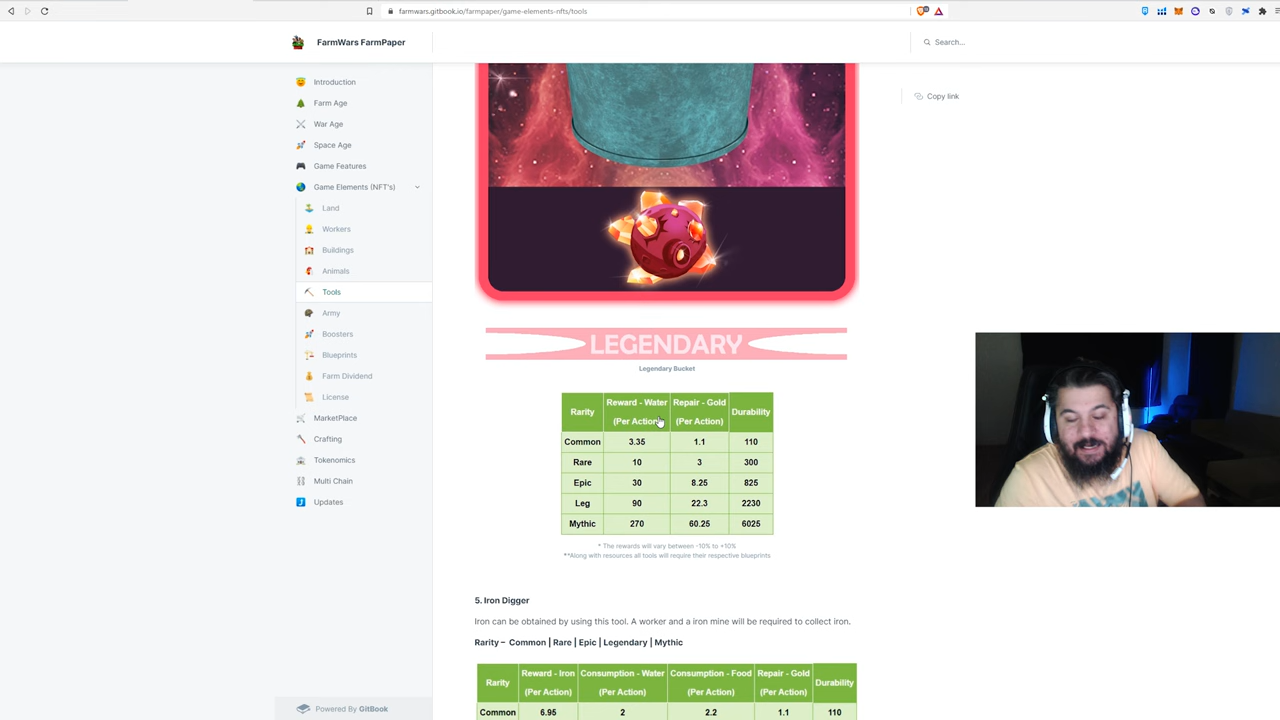 farmwars.gitbook.io/farmpaper/game-elements-nfts/tools
FarmWars FarmPaper
Search...
Introduction
Farm Age
War Age
Space Age
Game Features
Game Elements (NFT's)
Land
Workers
Buildings
Animals
Tools
Army
Boosters
Blueprints
Farm Dividend
License
MarketPlace
Crafting
Tokenomics
Multi Chain
Updates
Powered By GitBook
Copy link
LEGENDARY
Legendary Bucket
Rarity Reward - Water (Per Action) Repair - Gold (Per Action) Durability
Common 3.35 1.1 110
Rare 10 3 300
Epic 30 8.25 825
Leg 90 22.3 2230
Mythic 270 60.25 6025
* The rewards will vary between -10% to +10%
**Along with resources all tools will require their respective blueprints
5. Iron Digger
Iron can be obtained by using this tool. A worker and a iron mine will be required to collect iron.
Rarity – Common | Rare | Epic | Legendary | Mythic
Rarity Reward - Iron (Per Action) Consumption - Water (Per Action) Consumption - Food (Per Action) Repair - Gold (Per Action) Durability
Common 6.95 2 2.2 1.1 110